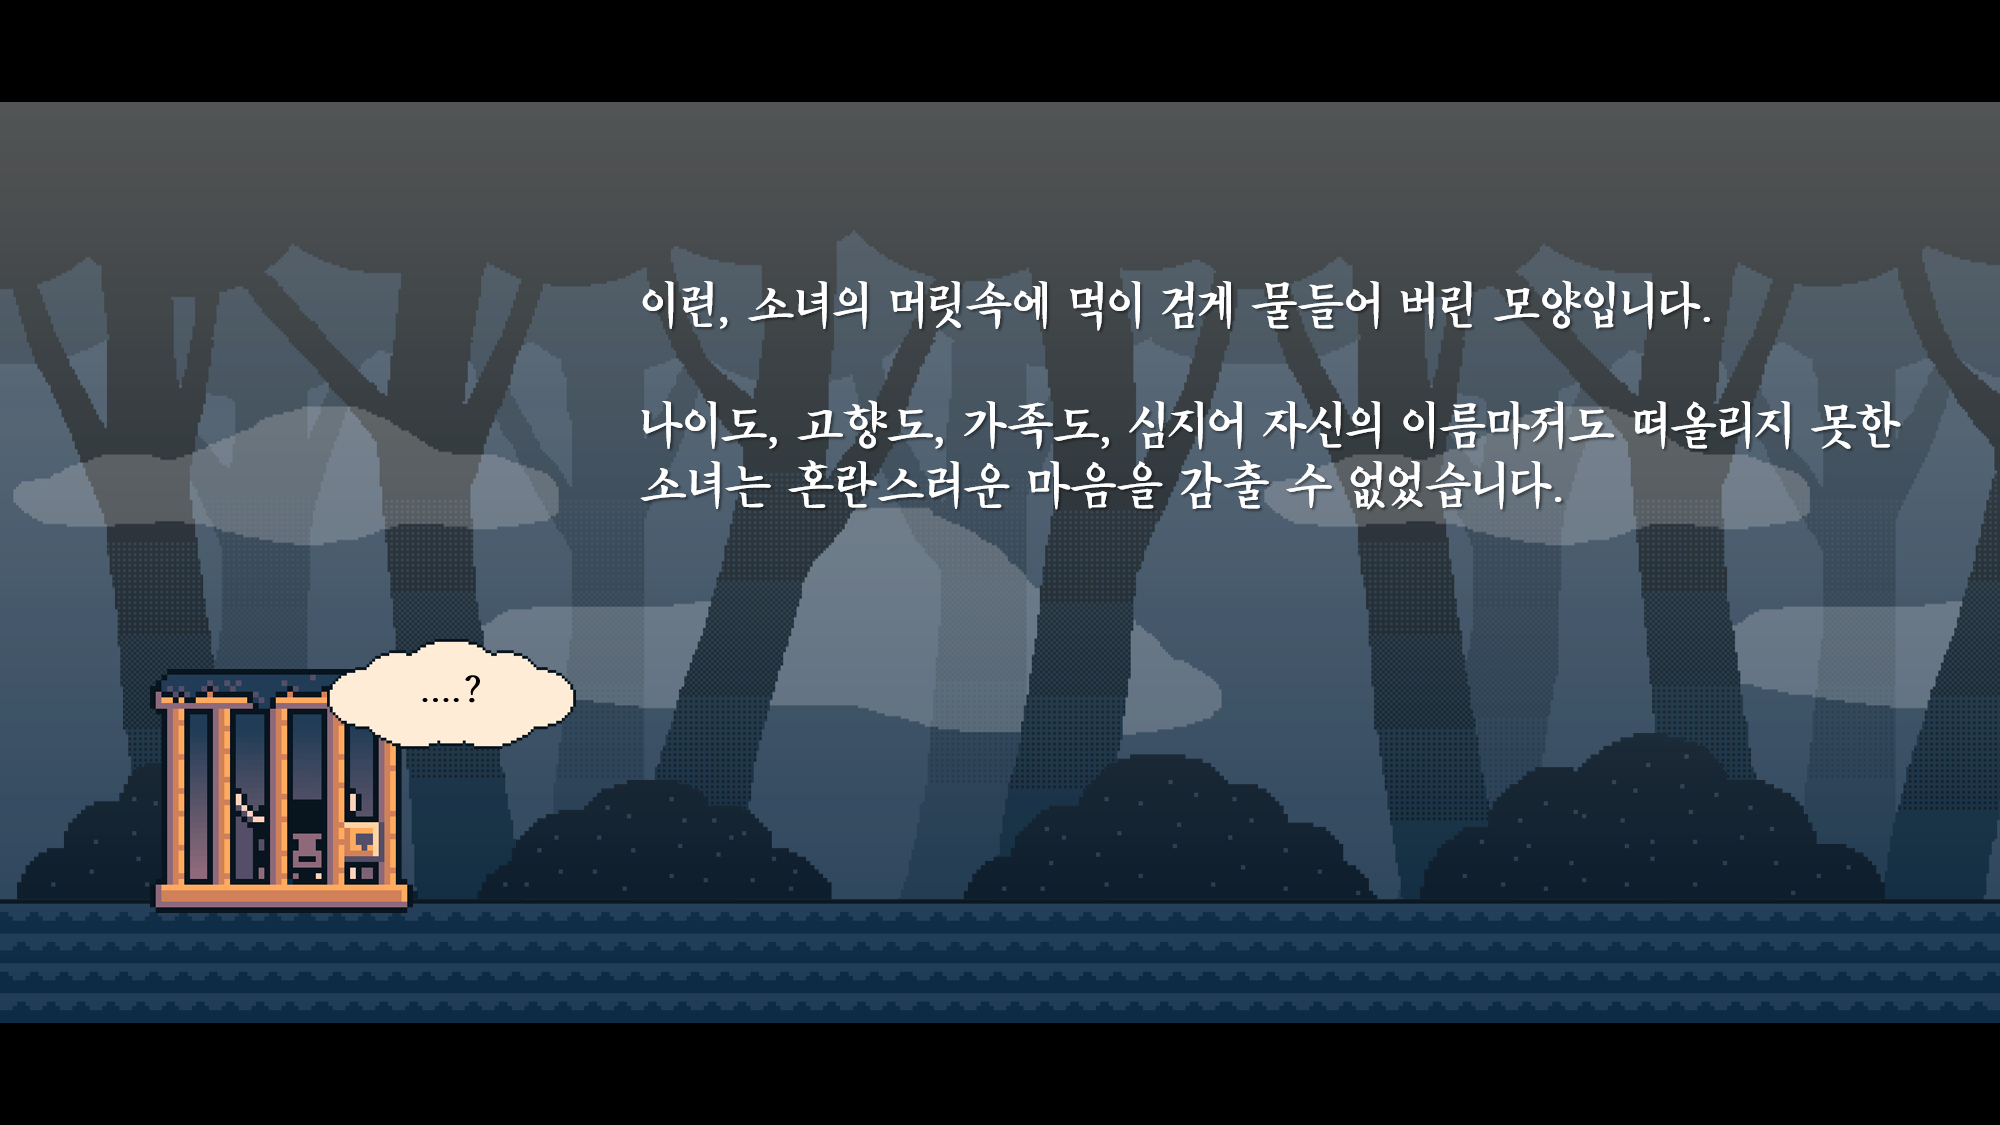 이런, 소녀의 머릿속에 먹이 검게 물들어 버린 모양입니다.
나이도, 고향도, 가족도, 심지어 자신의 이름마저도 떠올리지 못한
소녀는 혼란스러운 마음을 감출 수 없었습니다.
....?